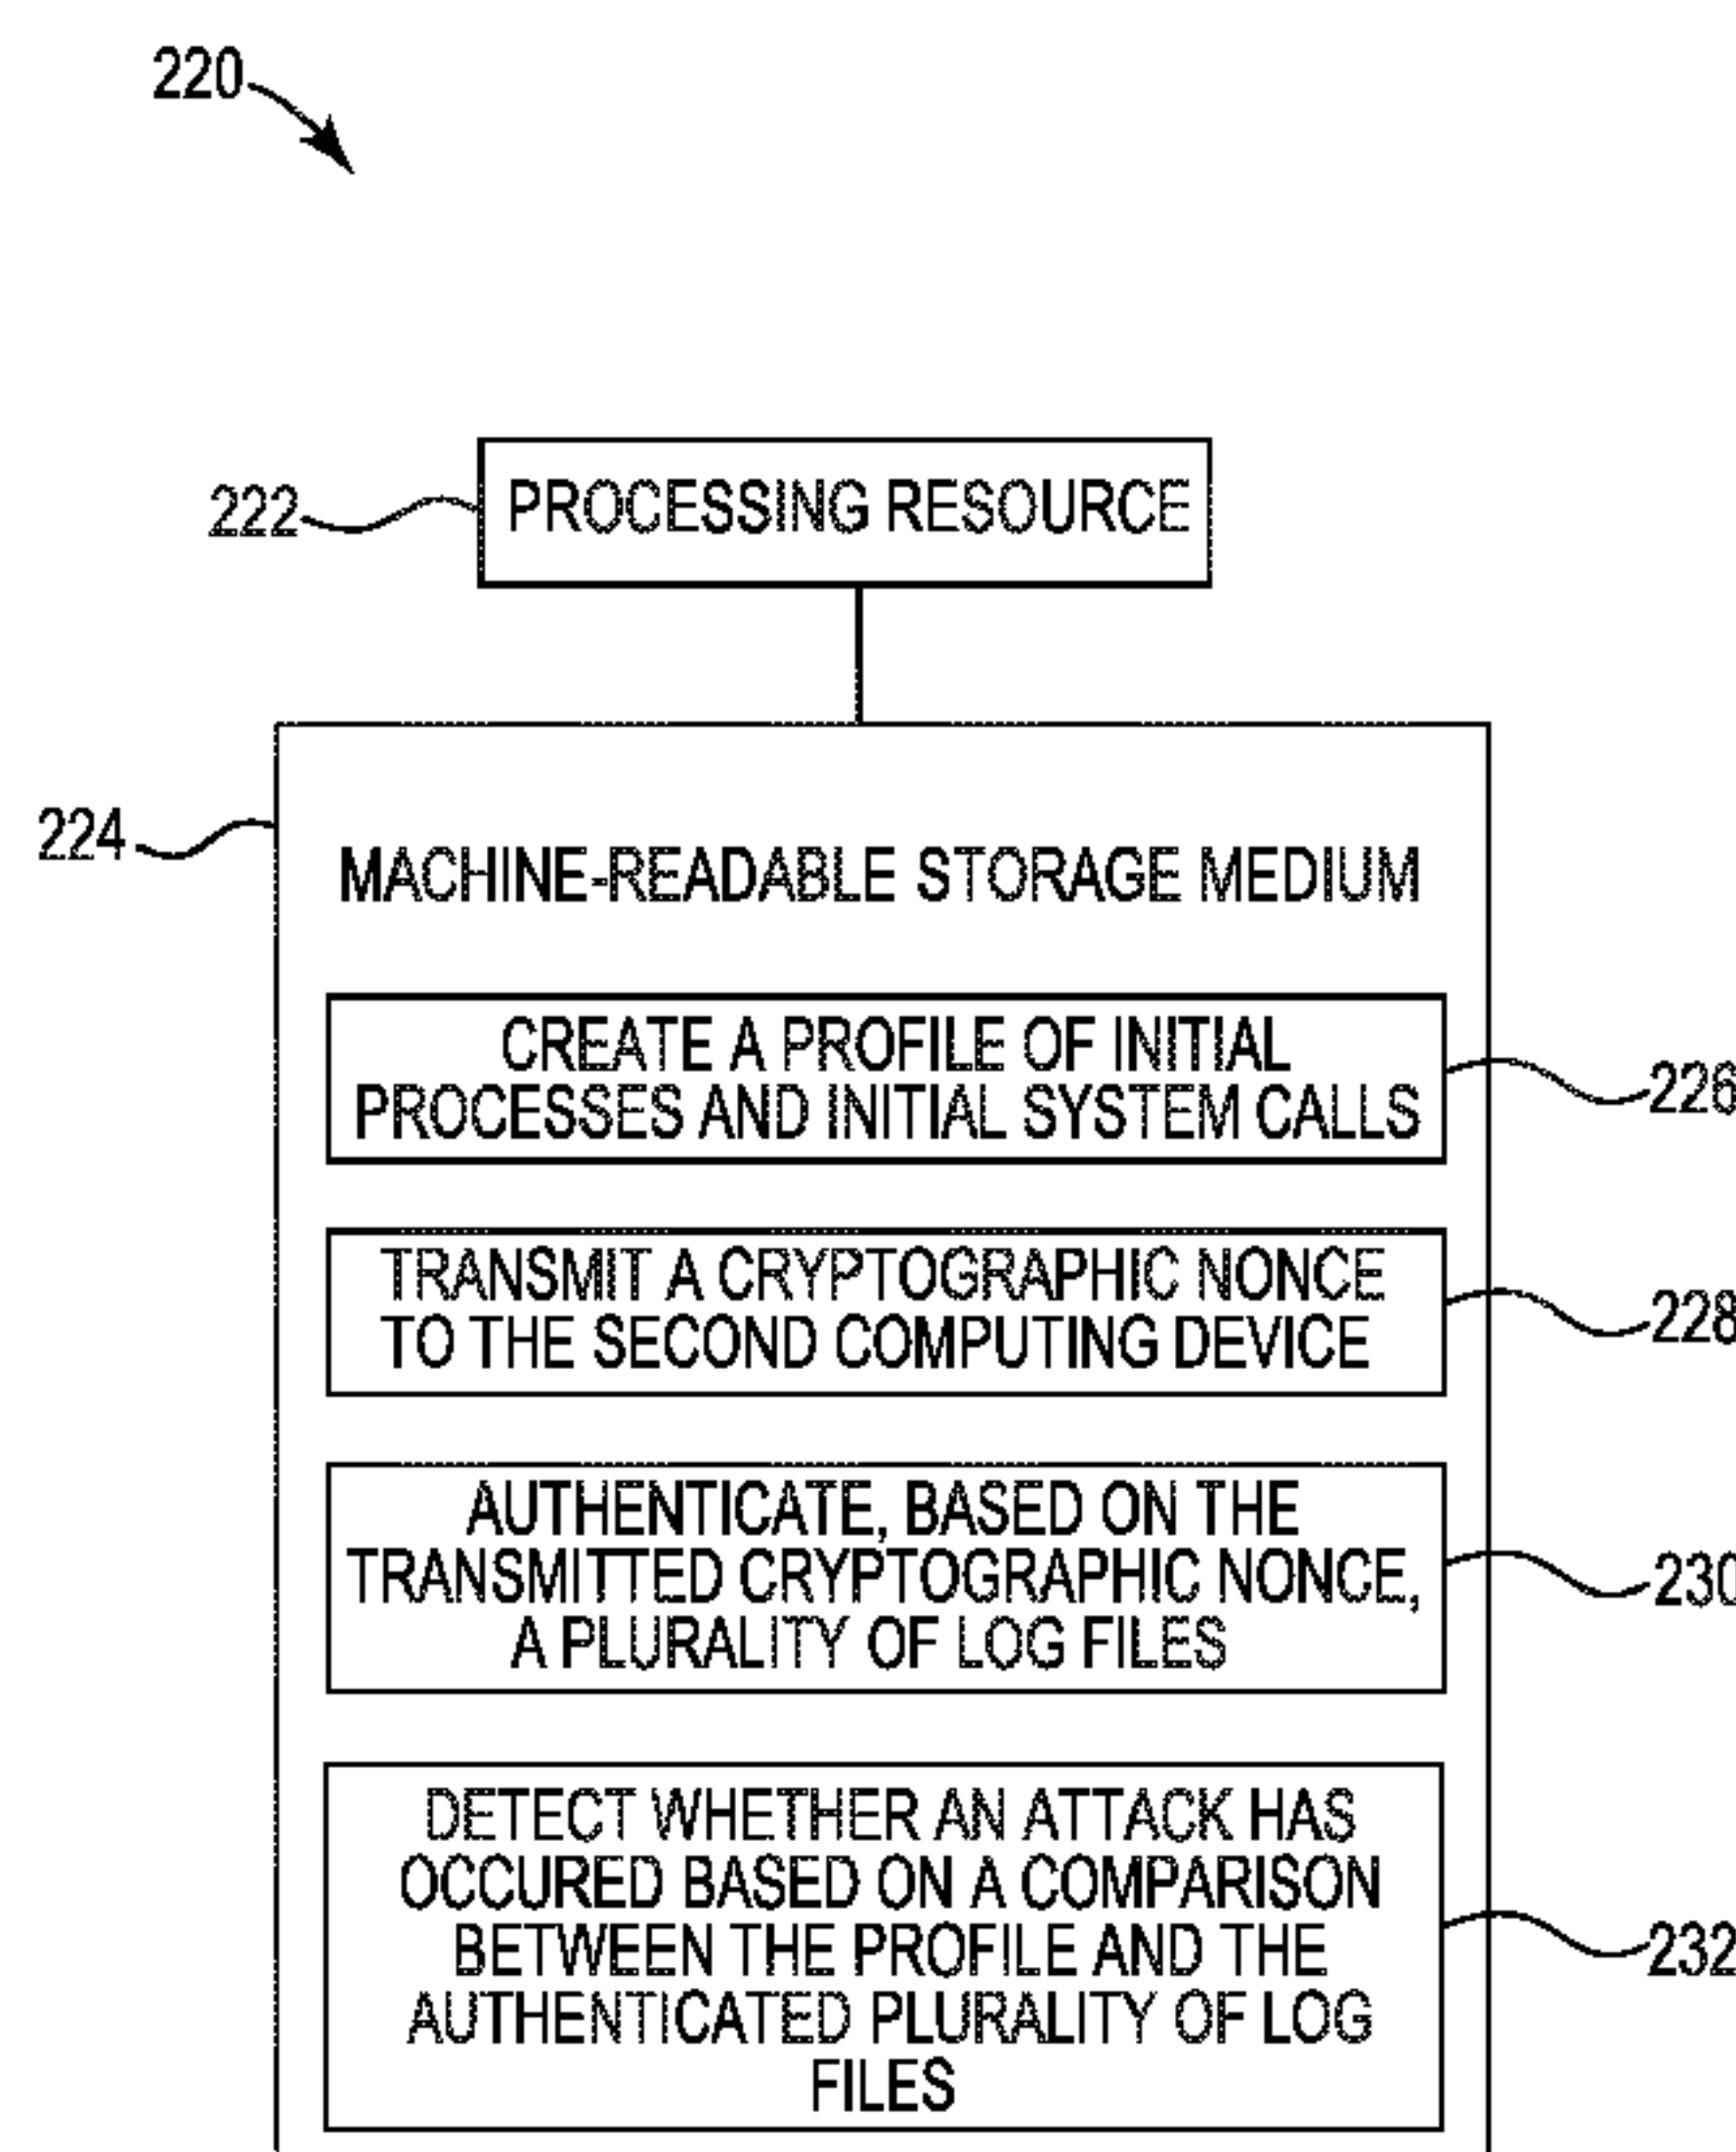 220
222
PROCESSING RESOURCE
224
MACHINE-READABLE STORAGE MEDIUM
CREATE A PROFILE OF INITIAL
PROCESSES AND INITIAL SYSTEM CALLS
226
TRANSMIT A CRYPTOGRAPHIC NONCE
TO THE SECOND COMPUTING DEVICE
228
AUTHENTICATE, BASED ON THE
TRANSMITTED CRYPTOGRAPHIC NONCE,
A PLURALITY OF LOG FILES
230
DETECT WHETHER AN ATTACK HAS
OCCURED BASED ON A COMPARISON
BETWEEN THE PROFILE AND THE
AUTHENTICATED PLURALITY OF LOG
FILES
232